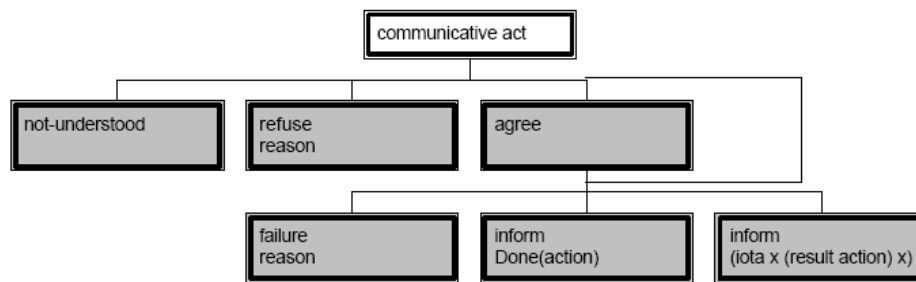 communicative act
not-understood
refuse
reason
agree
failure
reason
inform
Done(action)
inform
(iota x (result action) x)